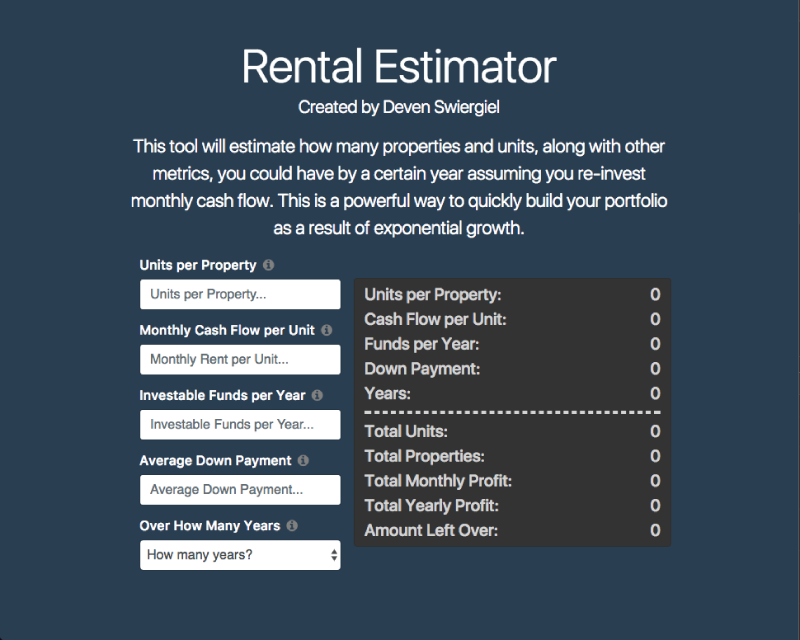 Rental Estimator
Created by Deven Swiergiel
This tool will estimate how many properties and units, along with other
metrics, you could have by a certain year assuming you re-invest
monthly cash flow. This is a powerful way to quickly build your portfolio
as a result of exponential growth.
Units per Property
Units per Property...
Monthly Cash Flow per Unit
Monthly Rent per Unit...
Investable Funds per Year
Investable Funds per Year...
Average Down Payment
Average Down Payment...
Over How Many Years
How many years?
Units per Property: 0
Cash Flow per Unit: 0
Funds per Year: 0
Down Payment: 0
Years: 0
Total Units: 0
Total Properties: 0
Total Monthly Profit: 0
Total Yearly Profit: 0
Amount Left Over: 0